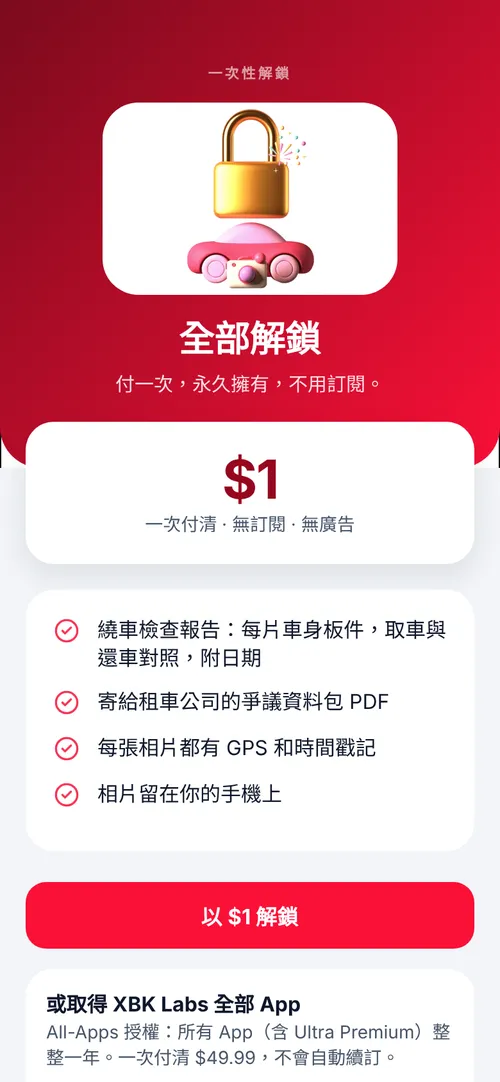 一次性解鎖
全部解鎖
付一次，永久擁有，不用訂閱。
$1
一次付清 · 無訂閱 · 無廣告
繞車檢查報告：每片車身板件，取車與
還車對照，附日期
寄給租車公司的爭議資料包 PDF
每張相片都有 GPS 和時間戳記
相片留在你的手機上
以 $1 解鎖
或取得 XBK Labs 全部 App
All-Apps 授權：所有 App（含 Ultra Premium）整
整一年。一次付清 $49.99，不會自動續訂。